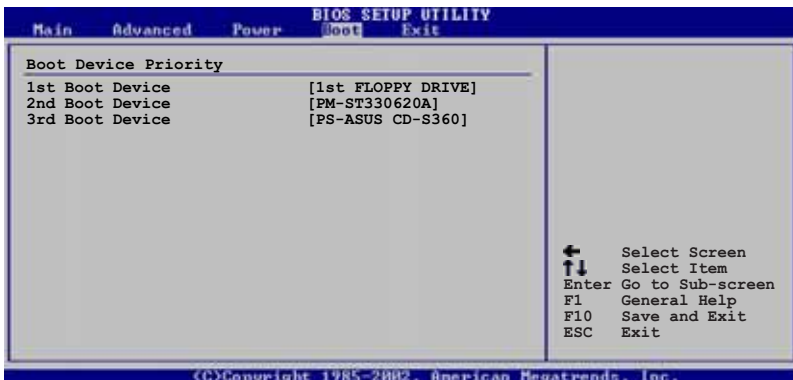 BIOS SETUP UTILITY
Main Advanced Power Boot Exit
Boot Device Priority
1st Boot Device [1st FLOPPY DRIVE]
2nd Boot Device [PM-ST330620A]
3rd Boot Device [PS-ASUS CD-S360]
← Select Screen
↑↓ Select Item
Enter Go to Sub-screen
F1 General Help
F10 Save and Exit
ESC Exit
(C)Copyright 1985-2002, American Megatrends, Inc.